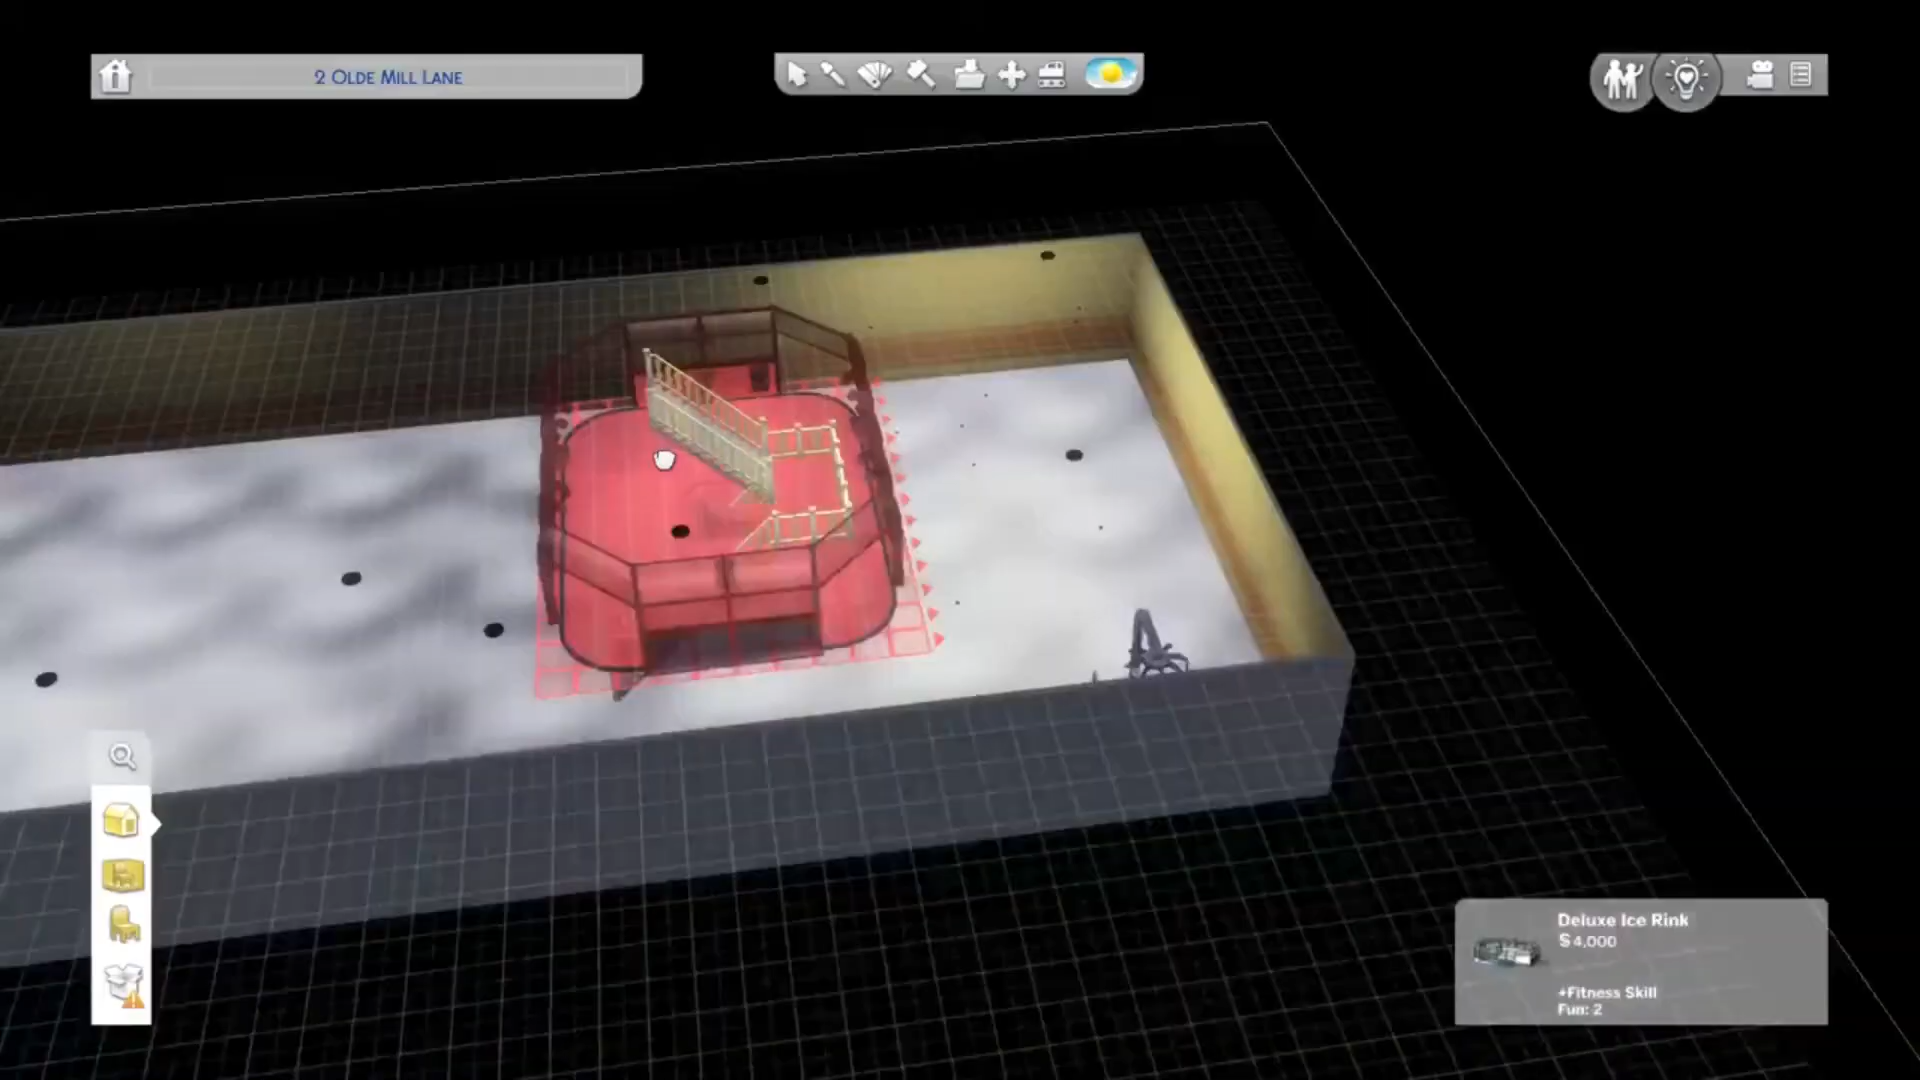 2 OLDE MILL LANE
Deluxe Ice Rink
§4,000
+Fitness Skill
Fun: 2